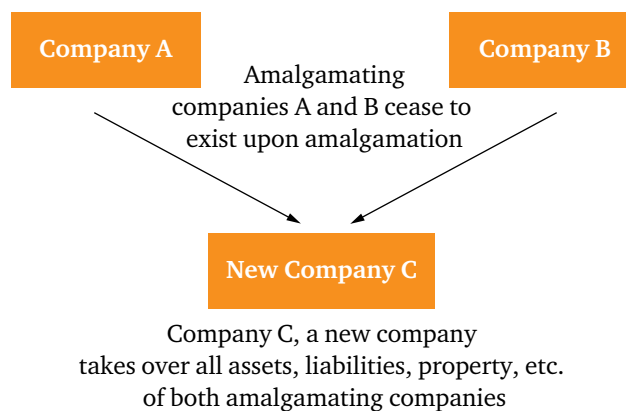 Company A
Company B
Amalgamating
companies A and B cease to
exist upon amalgamation
New Company C
Company C, a new company
takes over all assets, liabilities, property, etc.
of both amalgamating companies